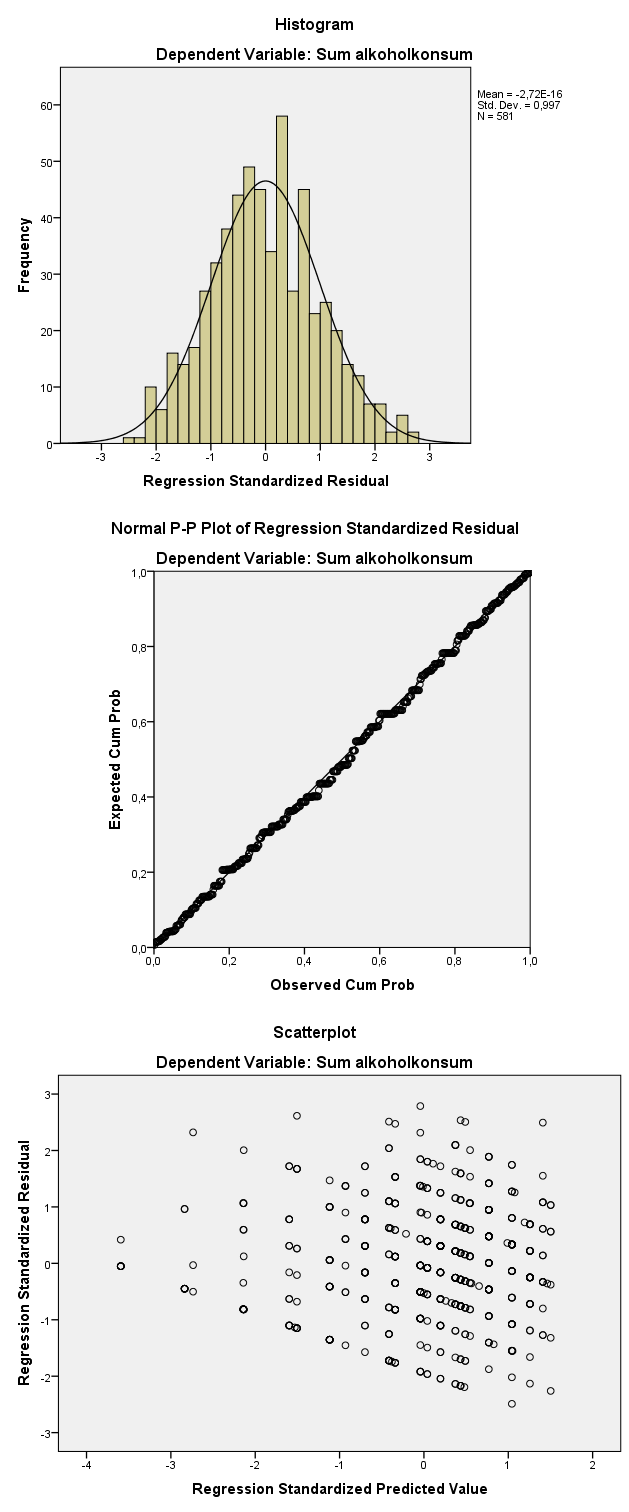 Histogram
Dependent Variable: Sum alkoholkonsum
Mean = -2,72E-16
Std. Dev. = 0,997
N = 581
60
50
40
30
20
10
0
Frequency
-3 -2 -1 0 1 2 3
Regression Standardized Residual
Normal P-P Plot of Regression Standardized Residual
Dependent Variable: Sum alkoholkonsum
1,0
0,8
0,6
0,4
0,2
0,0
Expected Cum Prob
0,0 0,2 0,4 0,6 0,8 1,0
Observed Cum Prob
Scatterplot
Dependent Variable: Sum alkoholkonsum
3
2
1
0
-1
-2
-3
Regression Standardized Residual
-4 -3 -2 -1 0 1 2
Regression Standardized Predicted Value